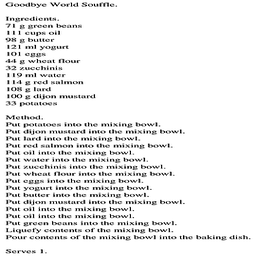 Goodbye World Souffle.
Ingredients.
71 g green beans
111 cups oil
98 g butter
121 ml yogurt
101 eggs
44 g wheat flour
32 zucchinis
119 ml water
114 g red salmon
108 g lard
100 g dijon mustard
33 potatoes
Method.
Put potatoes into the mixing bowl.
Put dijon mustard into the mixing bowl.
Put lard into the mixing bowl.
Put red salmon into the mixing bowl.
Put oil into the mixing bowl.
Put water into the mixing bowl.
Put zucchinis into the mixing bowl.
Put wheat flour into the mixing bowl.
Put eggs into the mixing bowl.
Put yogurt into the mixing bowl.
Put butter into the mixing bowl.
Put dijon mustard into the mixing bowl.
Put oil into the mixing bowl.
Put oil into the mixing bowl.
Put green beans into the mixing bowl.
Liquefy contents of the mixing bowl.
Pour contents of the mixing bowl into the baking dish.
Serves 1.